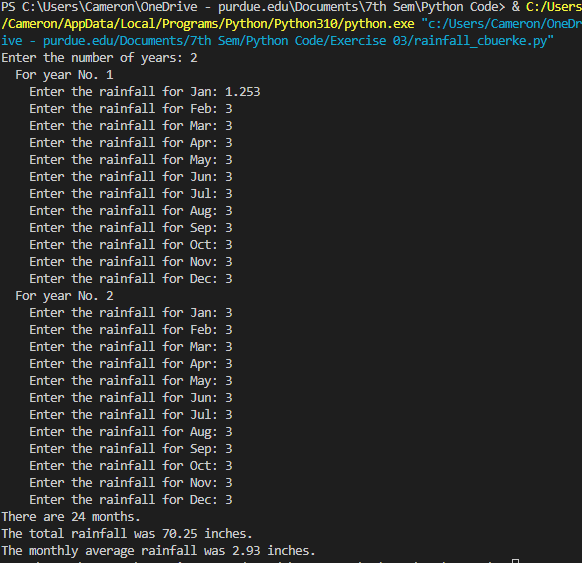 PS C:\Users\Cameron\OneDrive - purdue.edu\Documents\7th Sem\Python Code> & C:/Users
/Cameron/AppData/Local/Programs/Python/Python310/python.exe "c:/Users/Cameron/OneDr
ive - purdue.edu/Documents/7th Sem/Python Code/Exercise 03/rainfall_cbuerke.py"
Enter the number of years: 2
  For year No. 1
    Enter the rainfall for Jan: 1.253
    Enter the rainfall for Feb: 3
    Enter the rainfall for Mar: 3
    Enter the rainfall for Apr: 3
    Enter the rainfall for May: 3
    Enter the rainfall for Jun: 3
    Enter the rainfall for Jul: 3
    Enter the rainfall for Aug: 3
    Enter the rainfall for Sep: 3
    Enter the rainfall for Oct: 3
    Enter the rainfall for Nov: 3
    Enter the rainfall for Dec: 3
  For year No. 2
    Enter the rainfall for Jan: 3
    Enter the rainfall for Feb: 3
    Enter the rainfall for Mar: 3
    Enter the rainfall for Apr: 3
    Enter the rainfall for May: 3
    Enter the rainfall for Jun: 3
    Enter the rainfall for Jul: 3
    Enter the rainfall for Aug: 3
    Enter the rainfall for Sep: 3
    Enter the rainfall for Oct: 3
    Enter the rainfall for Nov: 3
    Enter the rainfall for Dec: 3
There are 24 months.
The total rainfall was 70.25 inches.
The monthly average rainfall was 2.93 inches.